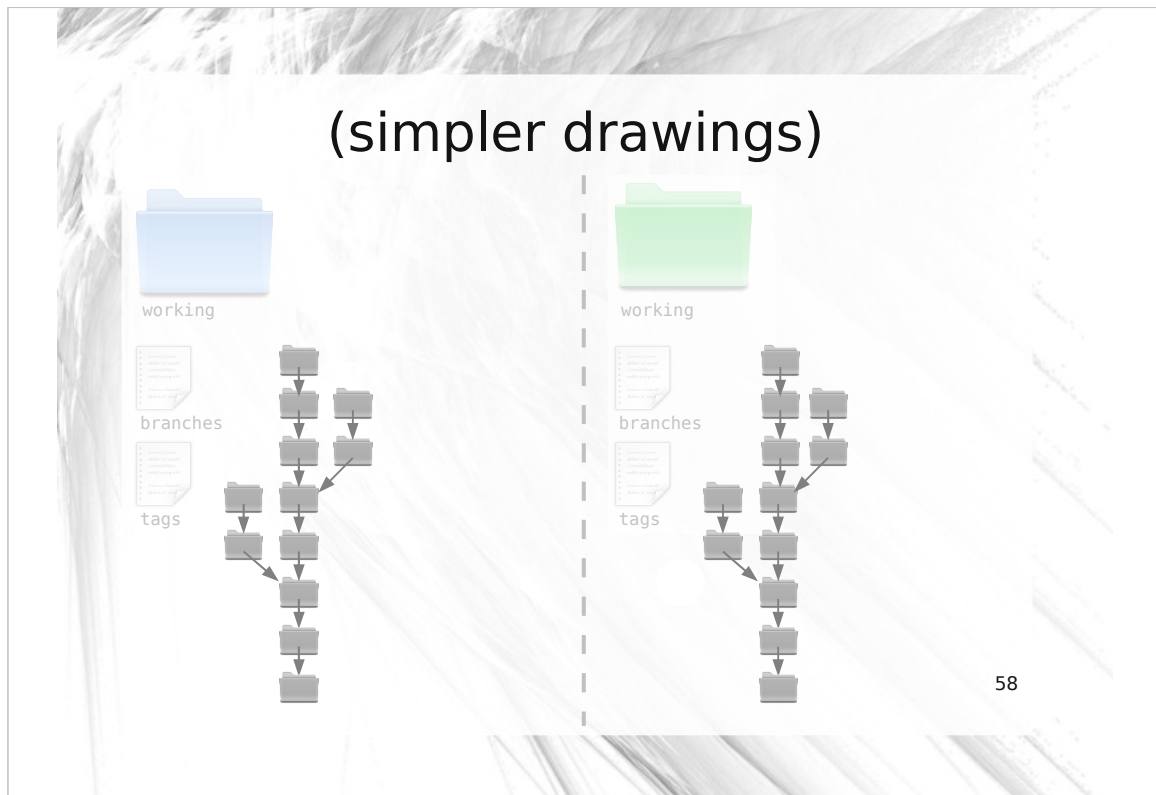 (simpler drawings)
working
branches
tags
working
branches
tags
58